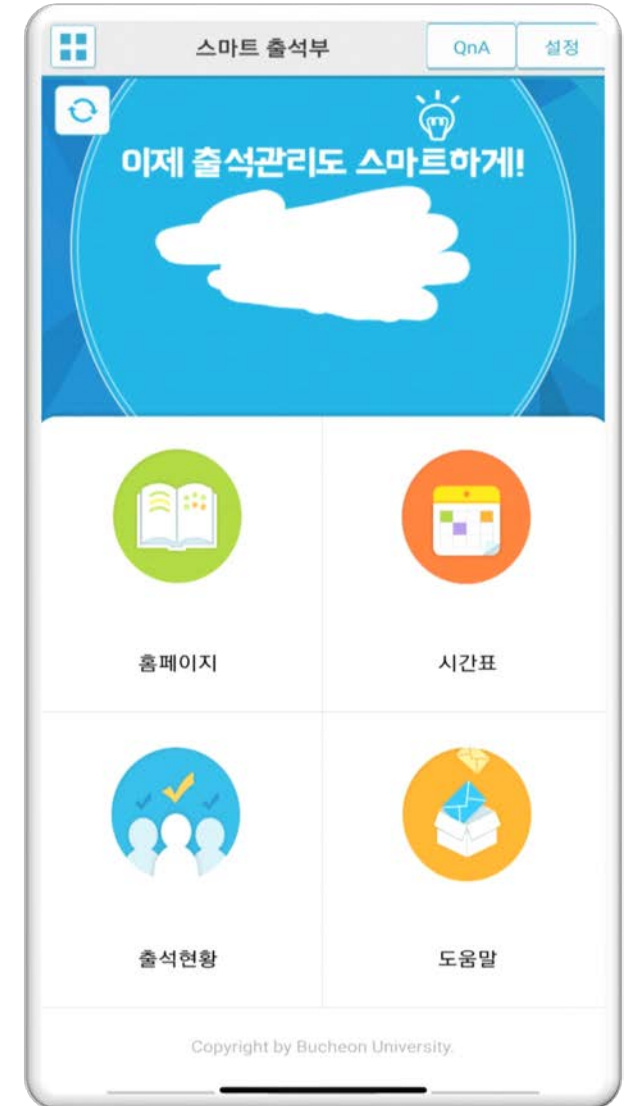 스마트 출석부
QnA
설정
이제 출석관리도 스마트하게!
홈페이지
시간표
출석현황
도움말
Copyright by Bucheon University.